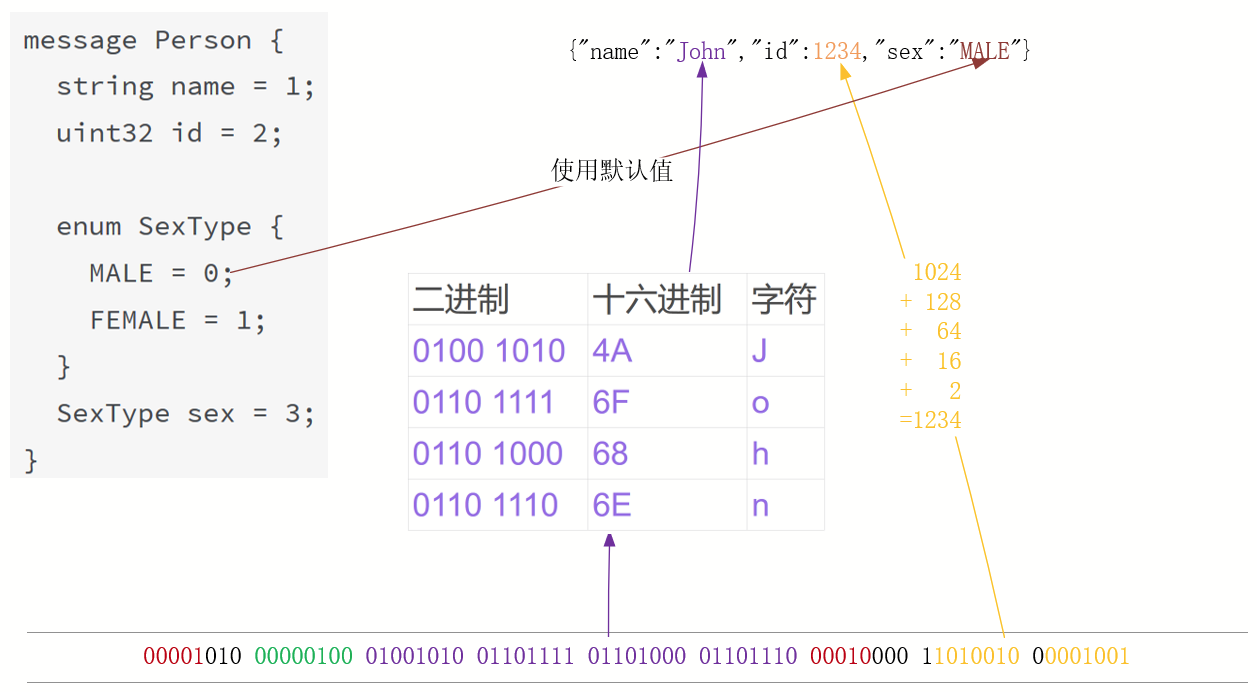 message Person {
string name = 1;
uint32 id = 2;
enum SexType {
MALE = 0;
FEMALE = 1;
}
SexType sex = 3;
}
{"name":"John","id":1234,"sex":"MALE"}
使用默认值
二进制 十六进制 字符
0100 1010 4A J
0110 1111 6F o
0110 1000 68 h
0110 1110 6E n
1024
+ 128
+ 64
+ 16
+ 2
=1234
00001010 00000100 01001010 01101111 01101000 01101110 00010000 11010010 00001001